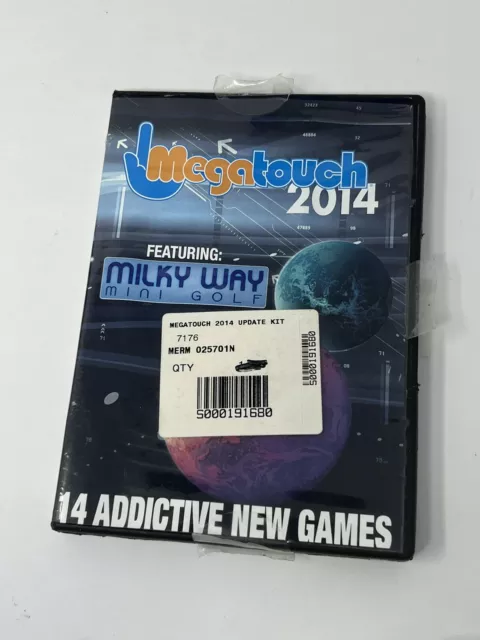 Megatouch
2014
FEATURING:
MILKY WAY
MINI GOLF
MEGATOUCH 2014 UPDATE KIT
7176
MERM 025701N
QTY
S000191680
S000191680
14 ADDICTIVE NEW GAMES